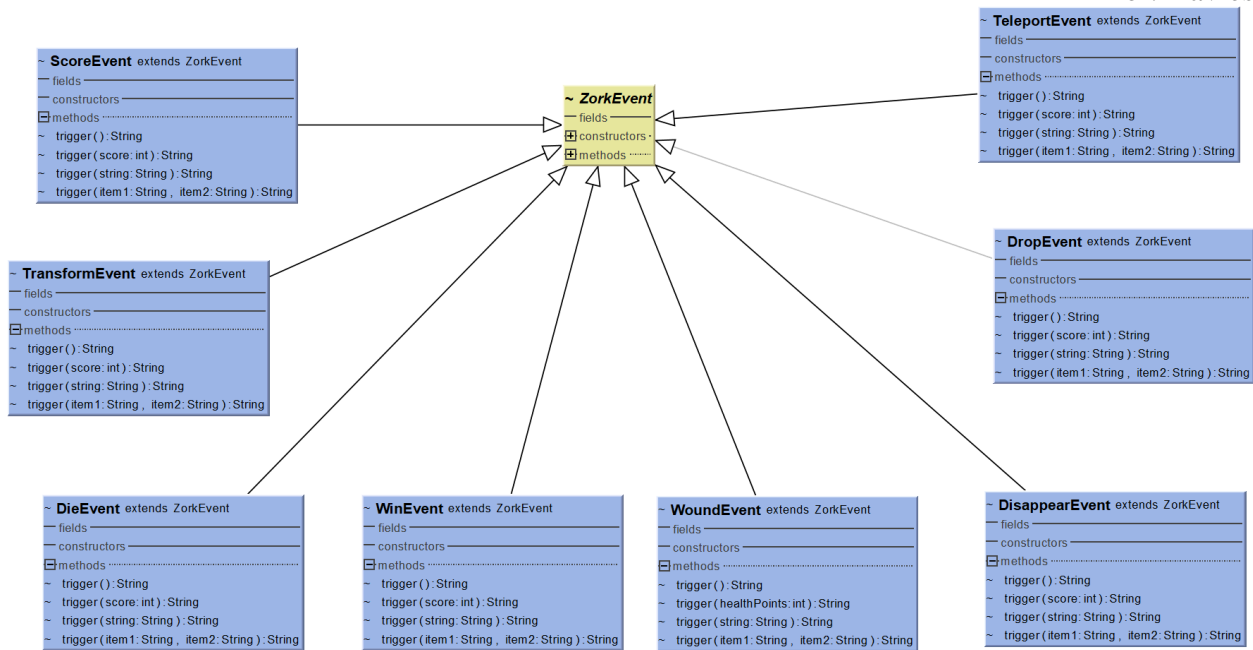 ~ ScoreEvent extends ZorkEvent
fields
constructors
methods
~ trigger():String
~ trigger(score:int):String
~ trigger(string:String):String
~ trigger(item1:String, item2:String):String
~ ZorkEvent
fields
constructors
methods
~ TeleportEvent extends ZorkEvent
fields
constructors
methods
~ trigger():String
~ trigger(score:int):String
~ trigger(string:String):String
~ trigger(item1:String, item2:String):String
~ TransformEvent extends ZorkEvent
fields
constructors
methods
~ trigger():String
~ trigger(score:int):String
~ trigger(string:String):String
~ trigger(item1:String, item2:String):String
~ DropEvent extends ZorkEvent
fields
constructors
methods
~ trigger():String
~ trigger(score:int):String
~ trigger(string:String):String
~ trigger(item1:String, item2:String):String
~ DieEvent extends ZorkEvent
fields
constructors
methods
~ trigger():String
~ trigger(score:int):String
~ trigger(string:String):String
~ trigger(item1:String, item2:String):String
~ WinEvent extends ZorkEvent
fields
constructors
methods
~ trigger():String
~ trigger(score:int):String
~ trigger(string:String):String
~ trigger(item1:String, item2:String):String
~ WoundEvent extends ZorkEvent
fields
constructors
methods
~ trigger():String
~ trigger(healthPoints:int):String
~ trigger(string:String):String
~ trigger(item1:String, item2:String):String
~ DisappearEvent extends ZorkEvent
fields
constructors
methods
~ trigger():String
~ trigger(score:int):String
~ trigger(string:String):String
~ trigger(item1:String, item2:String):String